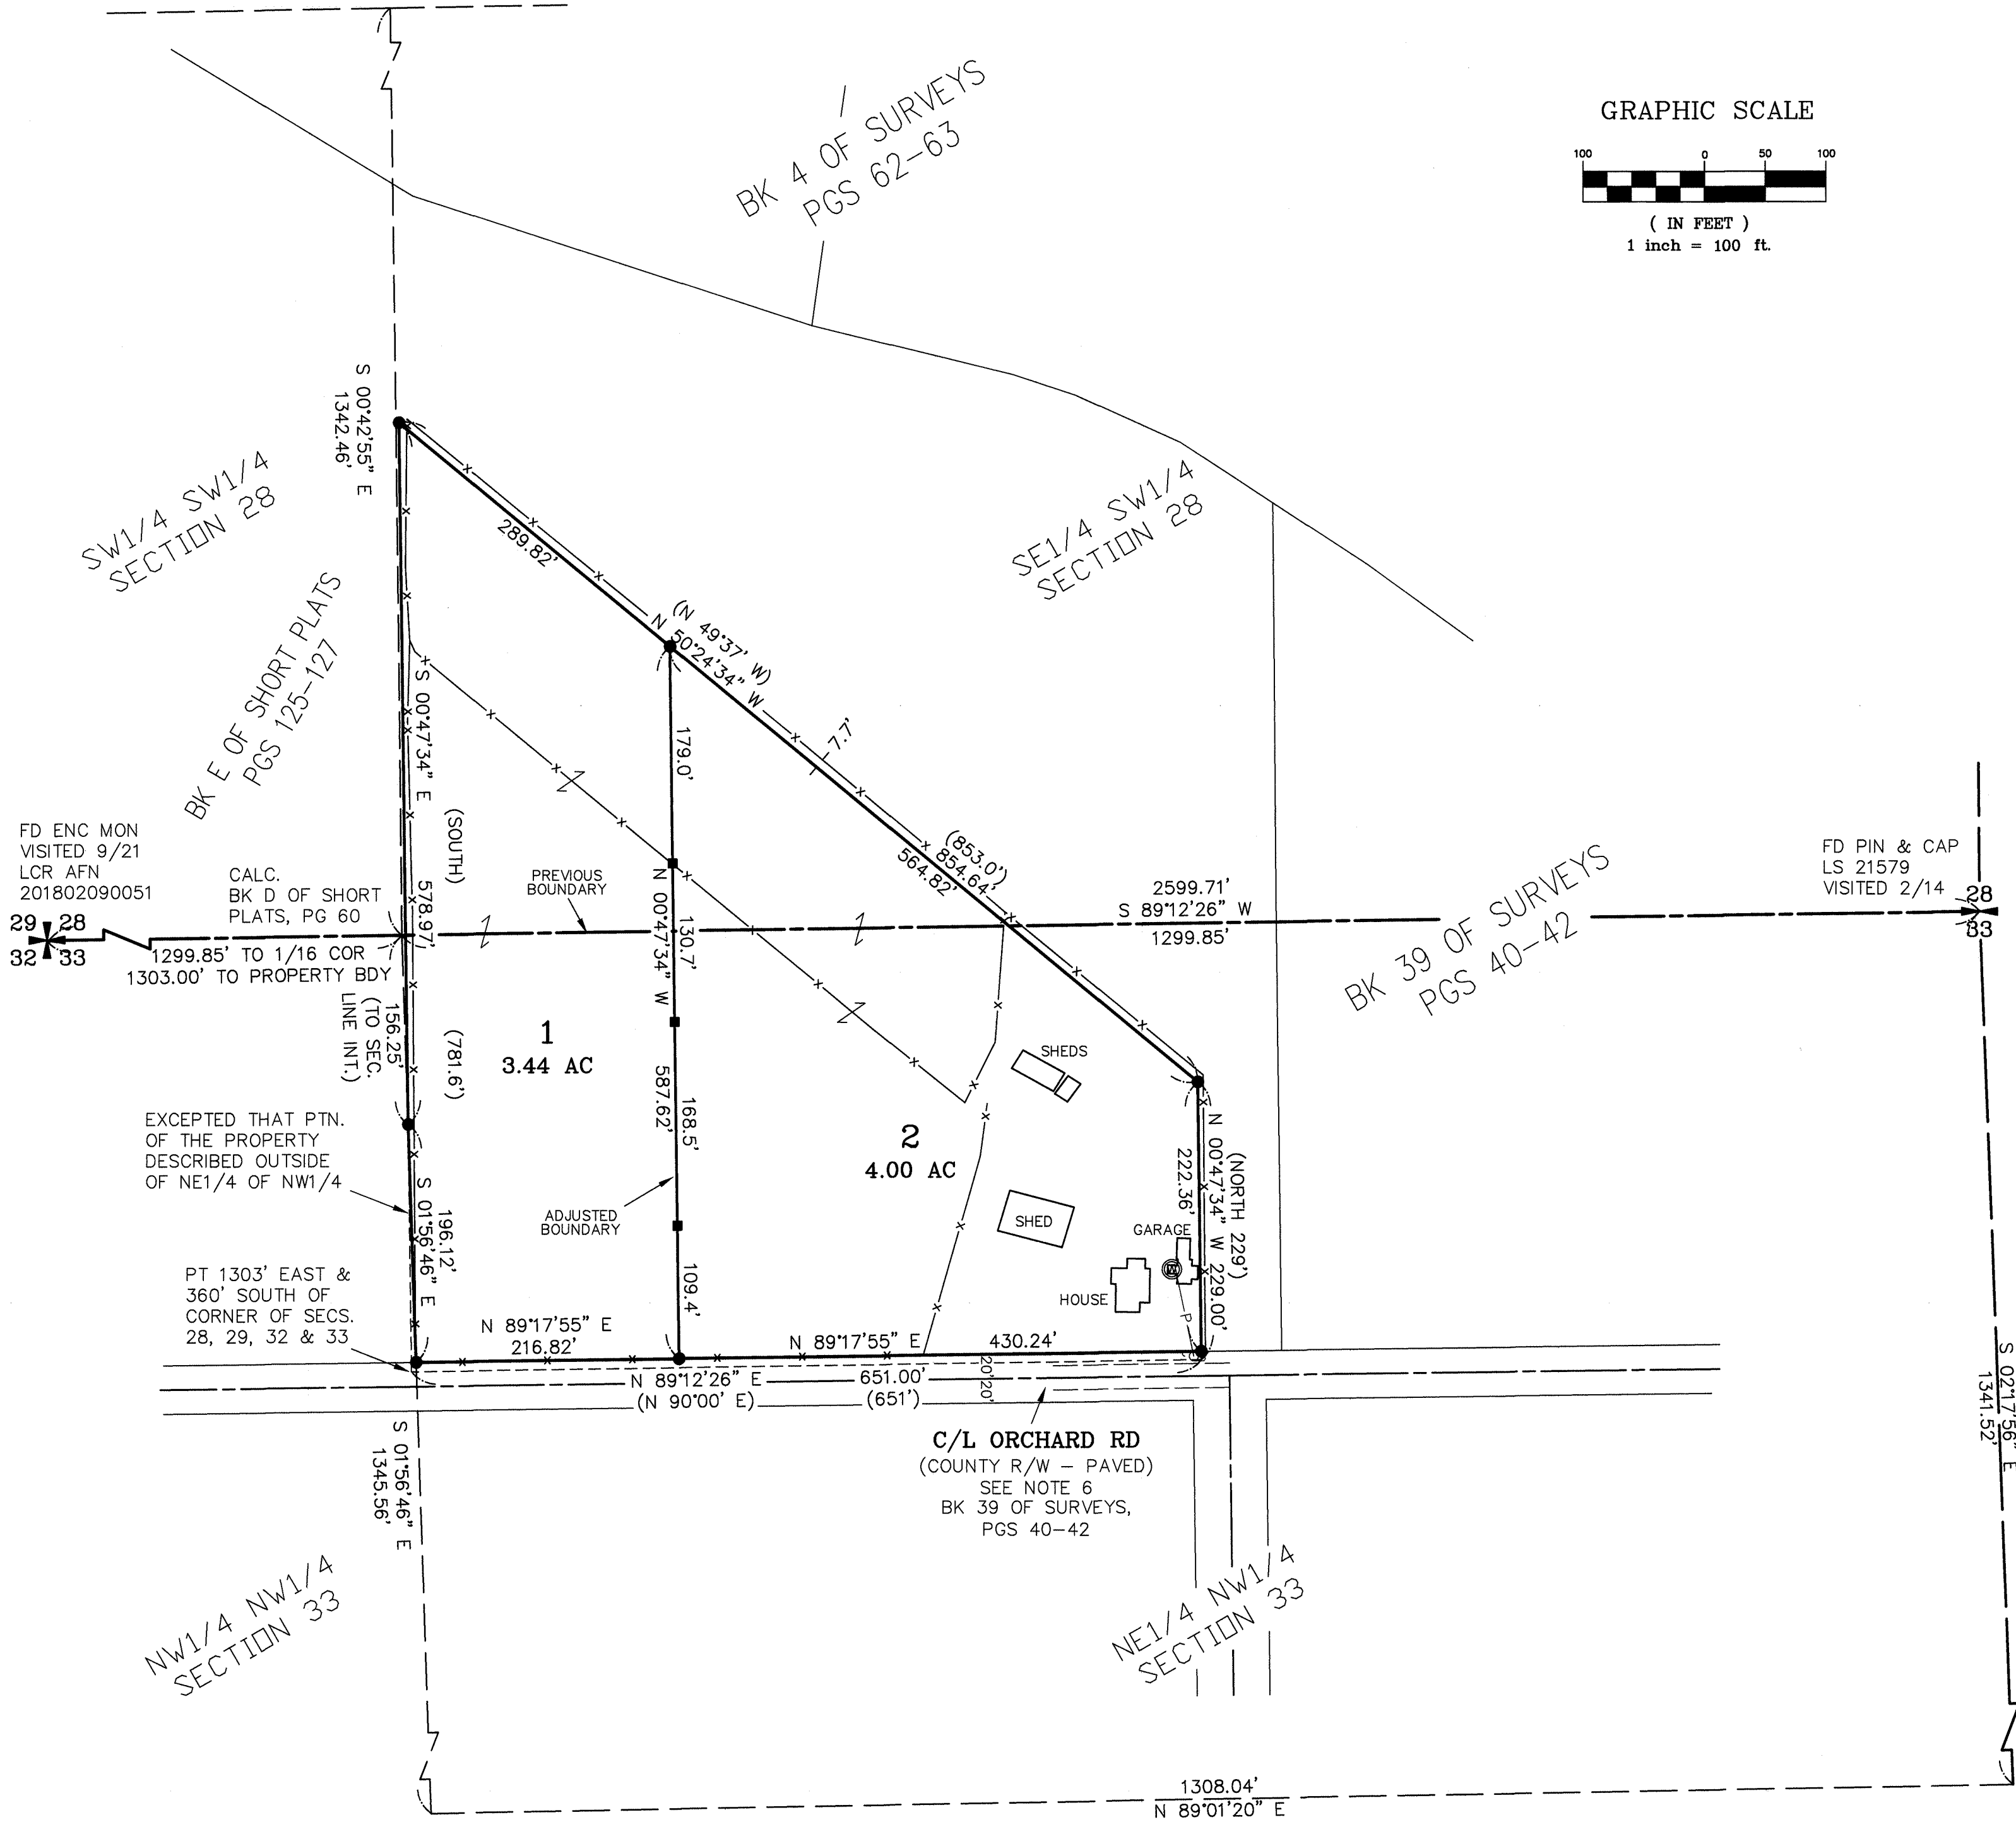 GRAPHIC SCALE
100 0 50 100
( IN FEET )
1 inch = 100 ft.
BK 4 OF SURVEYS
PGS 62-63
S 00°42'55" E
1342.46'
SW1/4 SW1/4
SECTION 28
SE1/4 SW1/4
SECTION 28
289.82'
(N 49°37' W)
N 50°24'34" W
7.7'
BK E OF SHORT PLATS
PGS 125-127
S 00°47'34" E
578.97'
(SOUTH)
(781.6')
179.0'
N 00°47'34" W
130.7'
587.62'
168.5'
109.4'
(853.0')
854.64'
564.82'
FD ENC MON
VISITED 9/21
LCR AFN
201802090051
29 28
32 33
CALC.
BK D OF SHORT
PLATS, PG 60
PREVIOUS
BOUNDARY
2599.71'
S 89°12'26" W
1299.85'
FD PIN & CAP
LS 21579
VISITED 2/14
28
33
BK 39 OF SURVEYS
PGS 40-42
1299.85' TO 1/16 COR
1303.00' TO PROPERTY BDY
156.25'
(TO SEC.
LINE INT.)
1
3.44 AC
SHEDS
2
4.00 AC
EXCEPTED THAT PTN.
OF THE PROPERTY
DESCRIBED OUTSIDE
OF NE1/4 OF NW1/4
ADJUSTED
BOUNDARY
SHED
GARAGE
W
HOUSE
P
N 00°47'34" W 229.00'
222.36'
(NORTH 229')
196.12'
S 01°56'46" E
PT 1303' EAST &
360' SOUTH OF
CORNER OF SECS.
28, 29, 32 & 33
N 89°17'55" E
216.82'
N 89°17'55" E 430.24'
20' 20'
N 89°12'26" E 651.00'
(N 90°00' E) (651')
C/L ORCHARD RD
(COUNTY R/W - PAVED)
SEE NOTE 6
BK 39 OF SURVEYS,
PGS 40-42
S 01°56'46" E
1345.56'
S 02°17'56" E
1341.52'
NW1/4 NW1/4
SECTION 33
NE1/4 NW1/4
SECTION 33
1308.04'
N 89°01'20" E